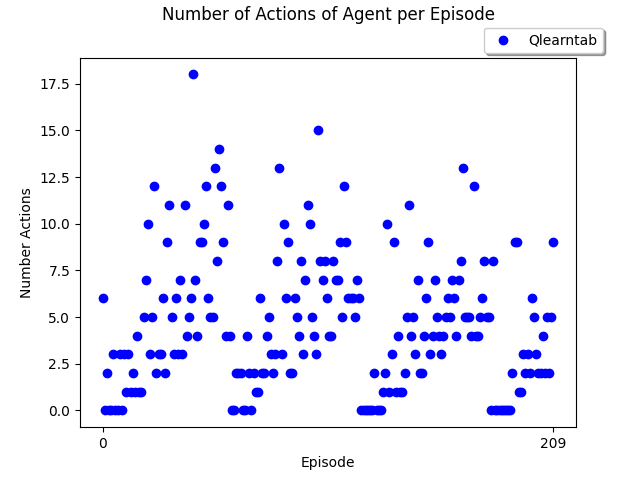 Number of Actions of Agent per Episode
Qlearntab
17.5
15.0
12.5
10.0
7.5
5.0
2.5
0.0
Number Actions
0
209
Episode